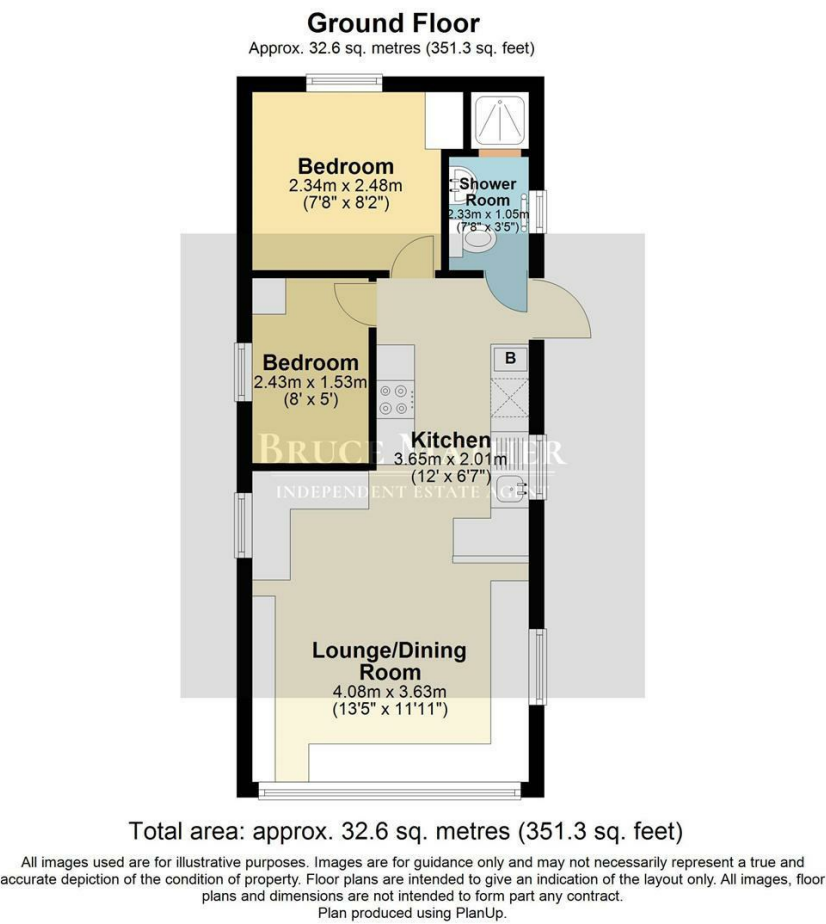 Ground Floor
Approx. 32.6 sq. metres (351.3 sq. feet)
Bedroom
2.34m x 2.48m
(7'8" x 8'2")
Shower
Room
2.33m x 1.05m
(7'8" x 3'5")
Bedroom
2.43m x 1.53m
(8' x 5')
B
Kitchen
3.65m x 2.01m
(12' x 6'7")
BRUCE MATHER
INDEPENDENT ESTATE AGENT
Lounge/Dining
Room
4.08m x 3.63m
(13'5" x 11'11")
Total area: approx. 32.6 sq. metres (351.3 sq. feet)
All images used are for illustrative purposes. Images are for guidance only and may not necessarily represent a true and
accurate depiction of the condition of property. Floor plans are intended to give an indication of the layout only. All images, floor
plans and dimensions are not intended to form part any contract.
Plan produced using PlanUp.